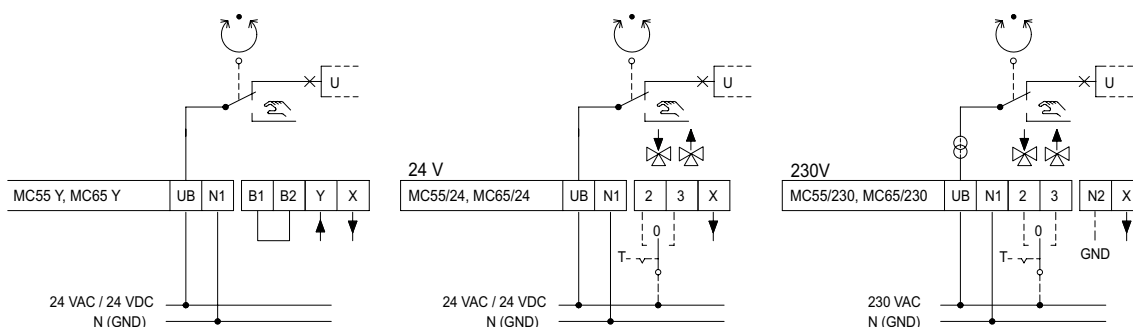 U
U
U
24 V
230V
MC55 Y, MC65 Y UB N1 B1 B2 Y X
MC55/24, MC65/24 UB N1 2 3 X
MC55/230, MC65/230 UB N1 2 3 N2 X
0
0
T
T
GND
24 VAC / 24 VDC
24 VAC / 24 VDC
230 VAC
N (GND)
N (GND)
N (GND)